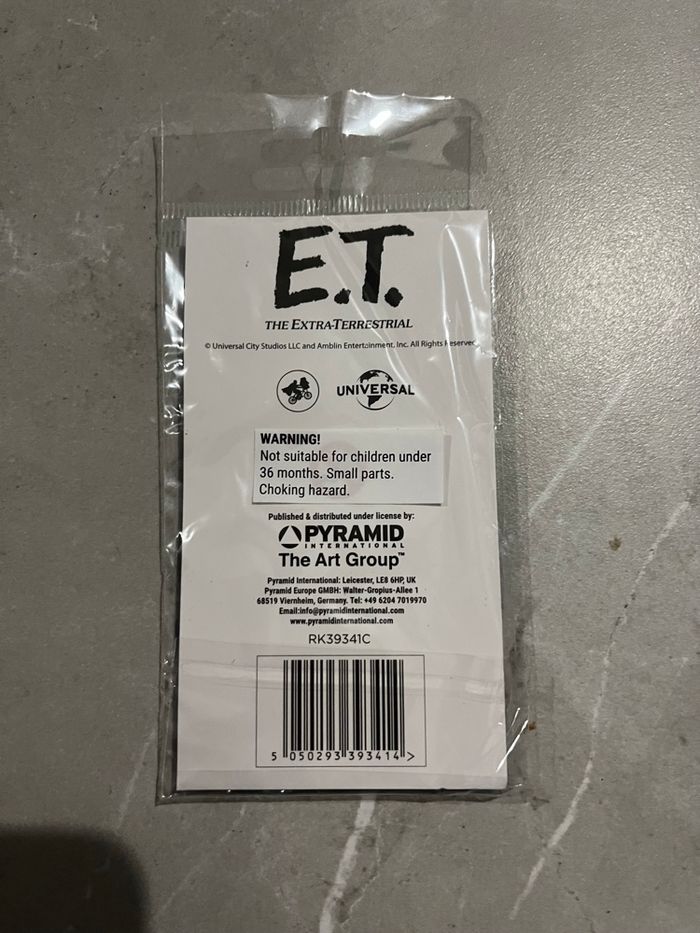 E.T.
THE EXTRA-TERRESTRIAL
© Universal City Studios LLC and Amblin Entertainment, Inc. All Rights Reserved
UNIVERSAL
WARNING!
Not suitable for children under
36 months. Small parts.
Choking hazard.
Published & distributed under license by:
PYRAMID
INTERNATIONAL
The Art Group™
Pyramid International: Leicester, LE8 6HP, UK
Pyramid Europe GMBH: Walter-Gropius-Allee 1
68519 Viernheim, Germany. Tel: +49 6204 7019970
Email:info@pyramidinternational.com
www.pyramidinternational.com
RK39341C
5 050293 393414 >